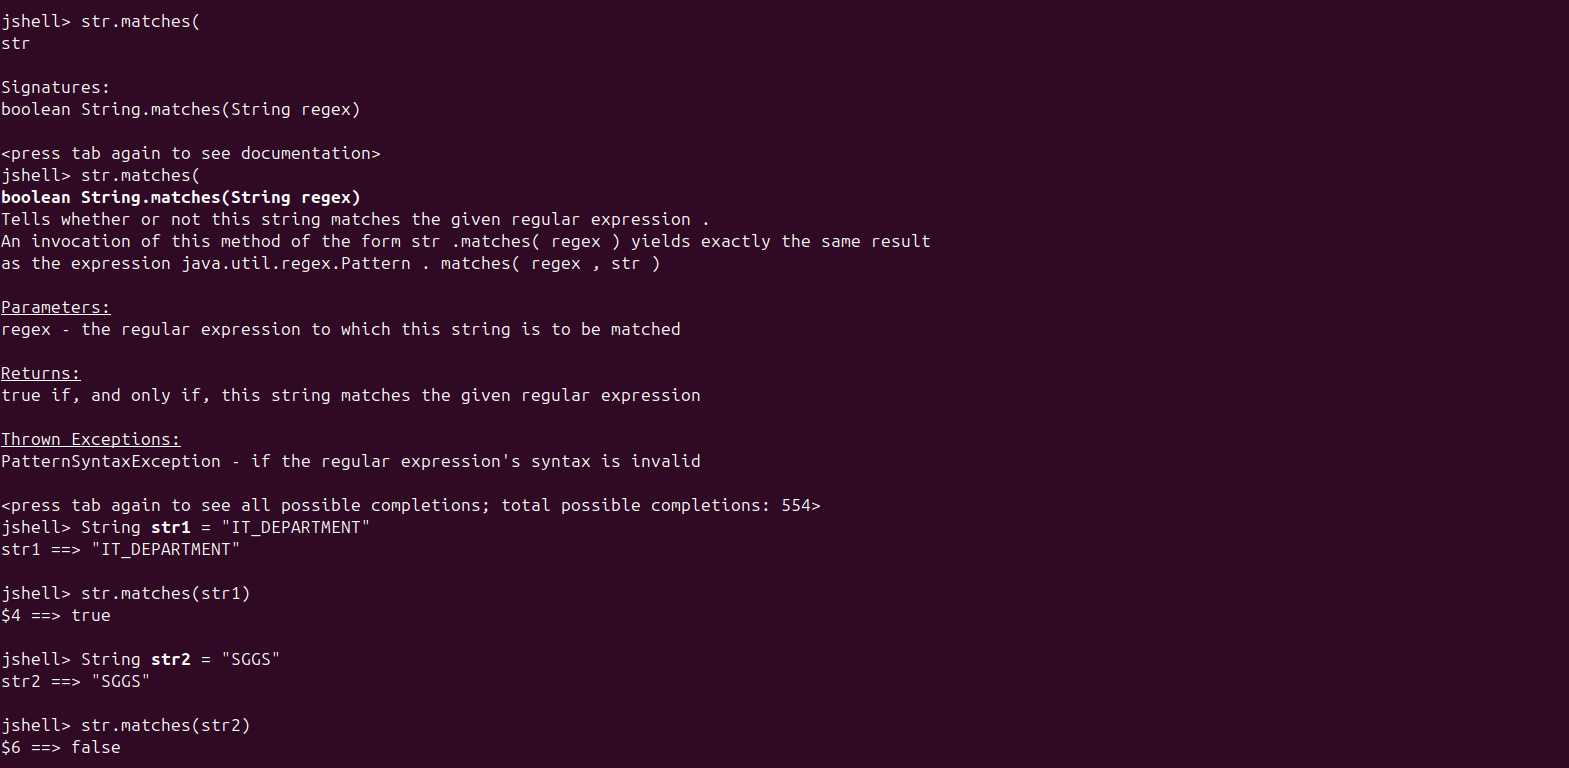 jshell> str.matches(
str
Signatures:
boolean String.matches(String regex)
<press tab again to see documentation>
jshell> str.matches(
boolean String.matches(String regex)
Tells whether or not this string matches the given regular expression .
An invocation of this method of the form str .matches( regex ) yields exactly the same result
as the expression java.util.regex.Pattern . matches( regex , str )
Parameters:
regex - the regular expression to which this string is to be matched
Returns:
true if, and only if, this string matches the given regular expression
Thrown Exceptions:
PatternSyntaxException - if the regular expression's syntax is invalid
<press tab again to see all possible completions; total possible completions: 554>
jshell> String str1 = "IT_DEPARTMENT"
str1 ==> "IT_DEPARTMENT"
jshell> str.matches(str1)
$4 ==> true
jshell> String str2 = "SGGS"
str2 ==> "SGGS"
jshell> str.matches(str2)
$6 ==> false